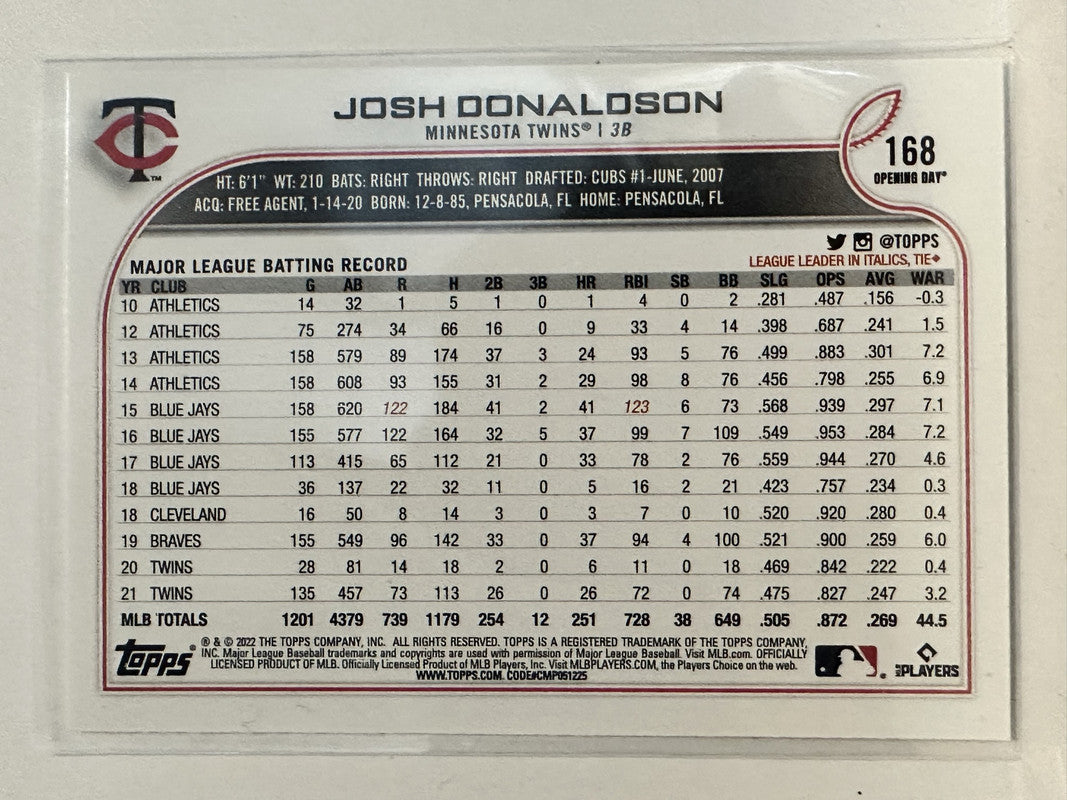 TC™
JOSH DONALDSON
MINNESOTA TWINS® | 3B
168
OPENING DAY®
HT: 6'1" WT: 210 BATS: RIGHT THROWS: RIGHT DRAFTED: CUBS #1-JUNE, 2007
ACQ: FREE AGENT, 1-14-20 BORN: 12-8-85, PENSACOLA, FL HOME: PENSACOLA, FL
@TOPPS
MAJOR LEAGUE BATTING RECORD LEAGUE LEADER IN ITALICS, TIE◆
YR CLUB G AB R H 2B 3B HR RBI SB BB SLG OPS AVG WAR
10 ATHLETICS 14 32 1 5 1 0 1 4 0 2 .281 .487 .156 -0.3
12 ATHLETICS 75 274 34 66 16 0 9 33 4 14 .398 .687 .241 1.5
13 ATHLETICS 158 579 89 174 37 3 24 93 5 76 .499 .883 .301 7.2
14 ATHLETICS 158 608 93 155 31 2 29 98 8 76 .456 .798 .255 6.9
15 BLUE JAYS 158 620 122 184 41 2 41 123 6 73 .568 .939 .297 7.1
16 BLUE JAYS 155 577 122 164 32 5 37 99 7 109 .549 .953 .284 7.2
17 BLUE JAYS 113 415 65 112 21 0 33 78 2 76 .559 .944 .270 4.6
18 BLUE JAYS 36 137 22 32 11 0 5 16 2 21 .423 .757 .234 0.3
18 CLEVELAND 16 50 8 14 3 0 3 7 0 10 .520 .920 .280 0.4
19 BRAVES 155 549 96 142 33 0 37 94 4 100 .521 .900 .259 6.0
20 TWINS 28 81 14 18 2 0 6 11 0 18 .469 .842 .222 0.4
21 TWINS 135 457 73 113 26 0 26 72 0 74 .475 .827 .247 3.2
MLB TOTALS 1201 4379 739 1179 254 12 251 728 38 649 .505 .872 .269 44.5
Topps®
® & © 2022 THE TOPPS COMPANY, INC. ALL RIGHTS RESERVED. TOPPS IS A REGISTERED TRADEMARK OF THE TOPPS COMPANY,
INC. Major League Baseball trademarks and copyrights are used with permission of Major League Baseball. Visit MLB.com. OFFICIALLY
LICENSED PRODUCT OF MLB. Officially Licensed Product of MLB Players, Inc. Visit MLBPLAYERS.COM, the Players Choice on the web.
WWW.TOPPS.COM. CODE#CMP051225
MLB PLAYERS